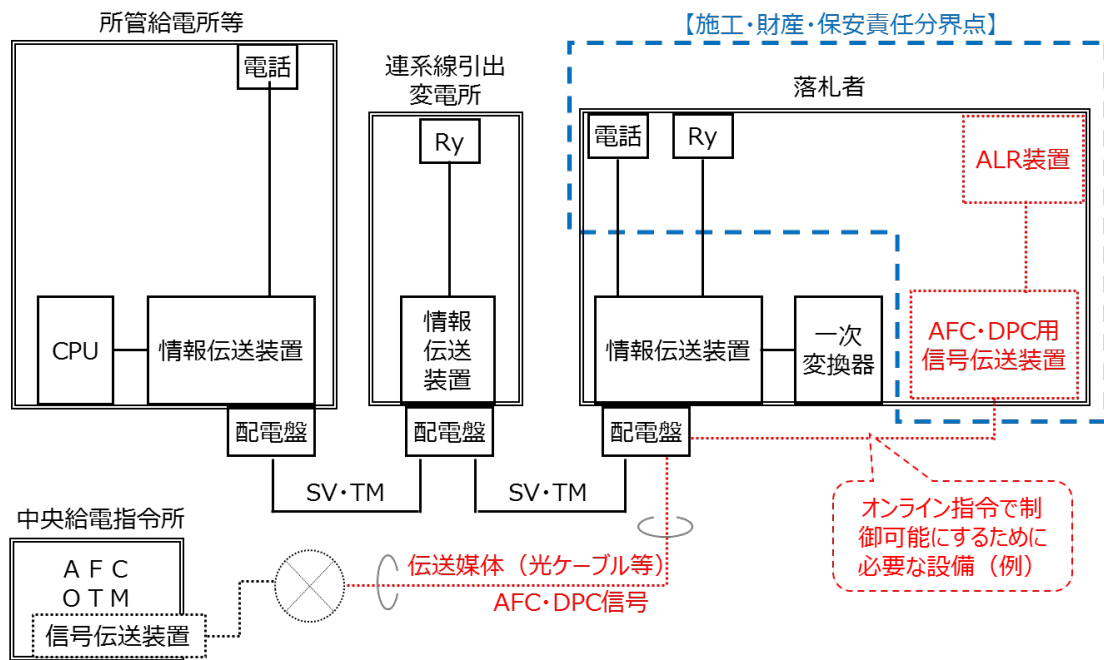 所管給電所等
電話
CPU
情報伝送装置
配電盤
連系線引出
変電所
Ry
情報
伝送
装置
配電盤
【施工・財産・保安責任分界点】
落札者
電話
Ry
ALR装置
情報伝送装置
一次
変換器
AFC・DPC用
信号伝送装置
配電盤
SV・TM
SV・TM
オンライン指令で制
御可能にするために
必要な設備（例）
中央給電指令所
ＡＦＣ
ＯＴＭ
信号伝送装置
伝送媒体（光ケーブル等）
AFC・DPC信号